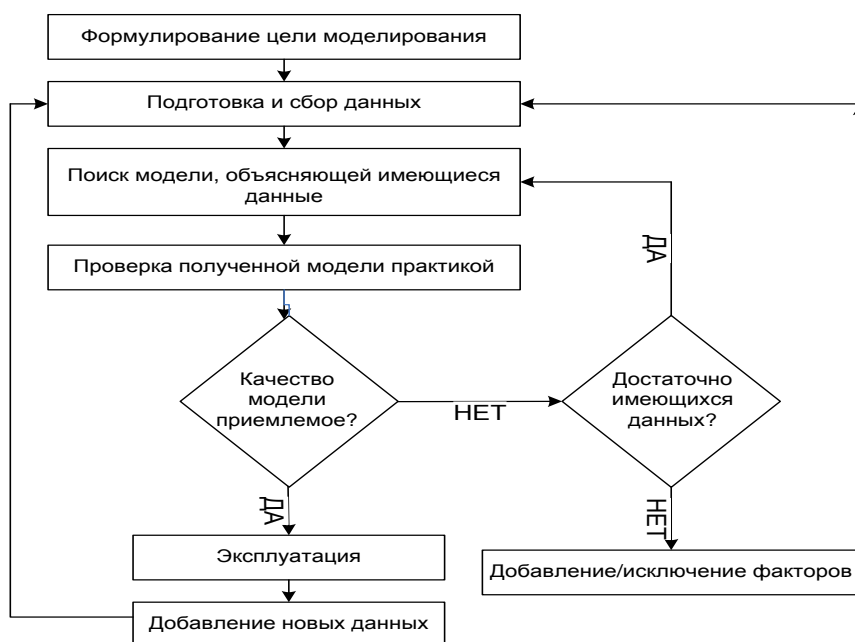 Формулирование цели моделирования
Подготовка и сбор данных
Поиск модели, объясняющей имеющиеся
данные
Проверка полученной модели практикой
ДА
Качество
модели
приемлемое?
НЕТ
Достаточно
имеющихся
данных?
ДА
НЕТ
Эксплуатация
Добавление/исключение факторов
Добавление новых данных